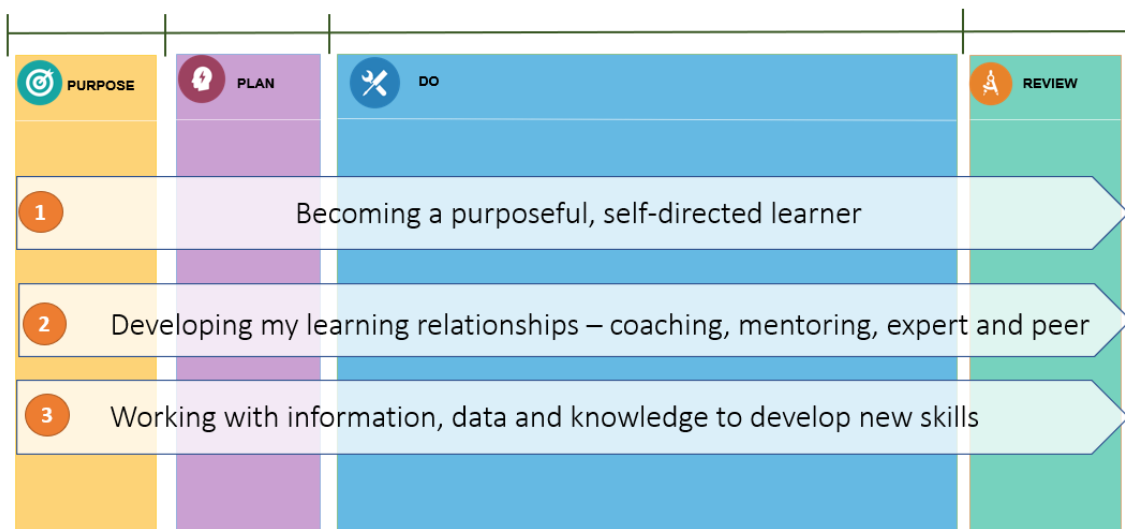 PURPOSE
PLAN
DO
REVIEW
1
Becoming a purposeful, self-directed learner
2
Developing my learning relationships – coaching, mentoring, expert and peer
3
Working with information, data and knowledge to develop new skills